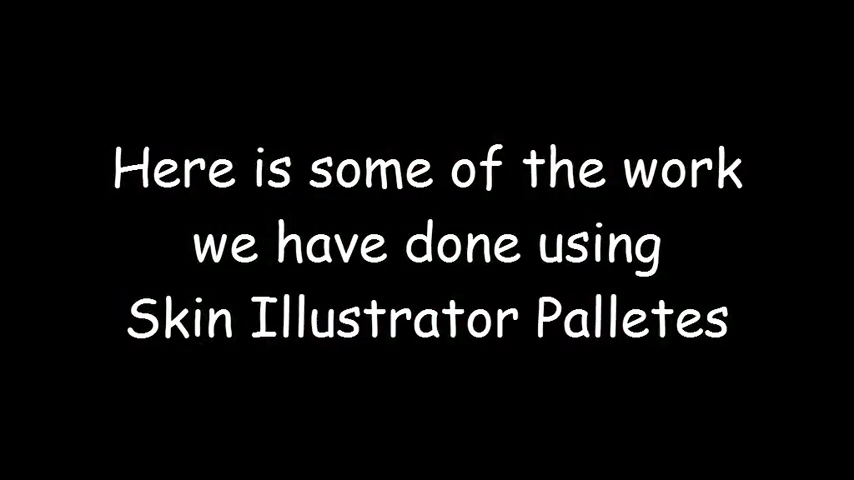 Here is some of the work
we have done using
Skin Illustrator Palletes